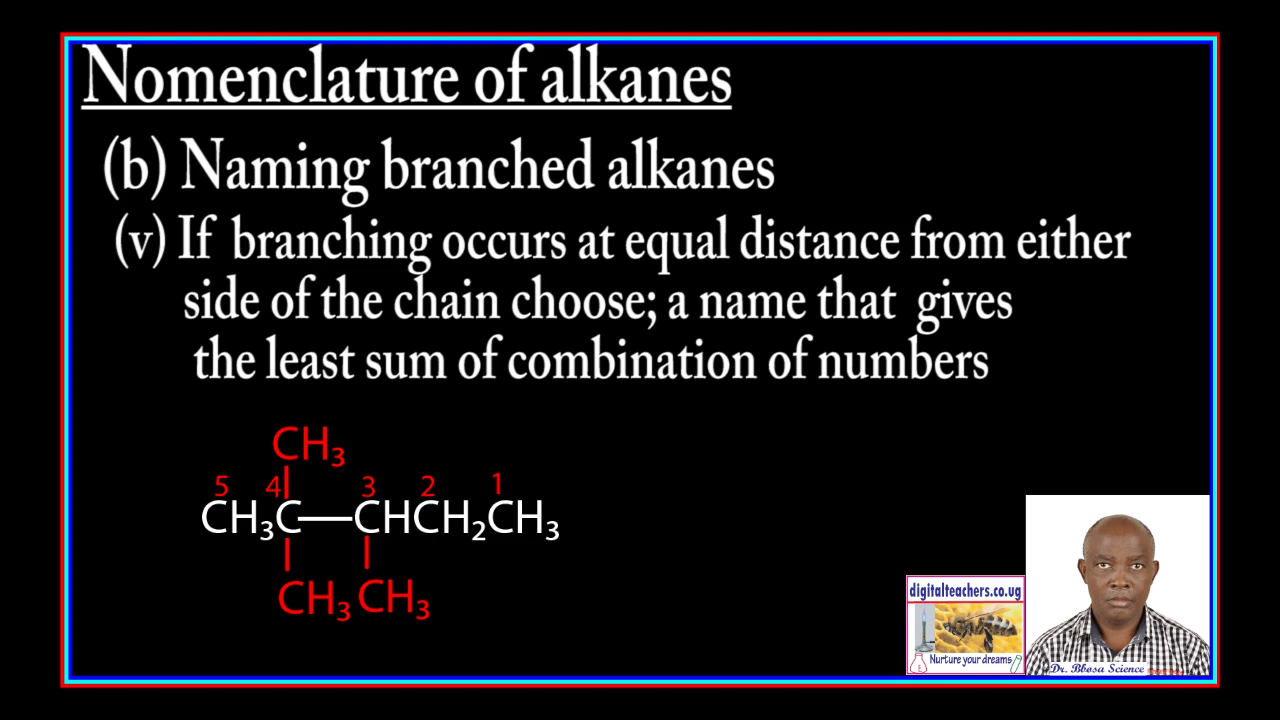 Nomenclature of alkanes
(b) Naming branched alkanes
(v) If branching occurs at equal distance from either
side of the chain choose; a name that gives
the least sum of combination of numbers
CH₃
5 4 3 2 1
CH₃C—CHCH₂CH₃
CH₃ CH₃
digitalteachers.co.ug
Nurture your dreams
Dr. Bbosa Science